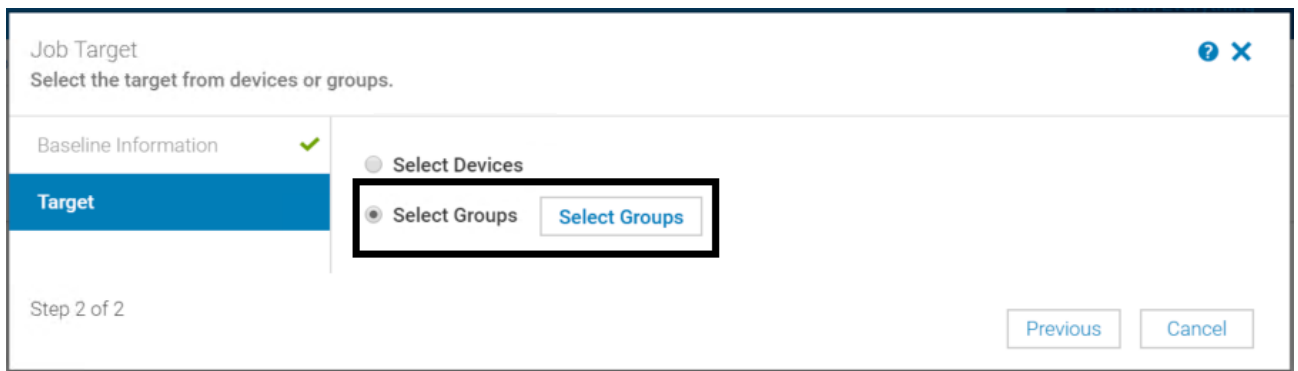 Job Target
Select the target from devices or groups.
Baseline Information
Target
Select Devices
Select Groups Select Groups
Step 2 of 2
Previous Cancel